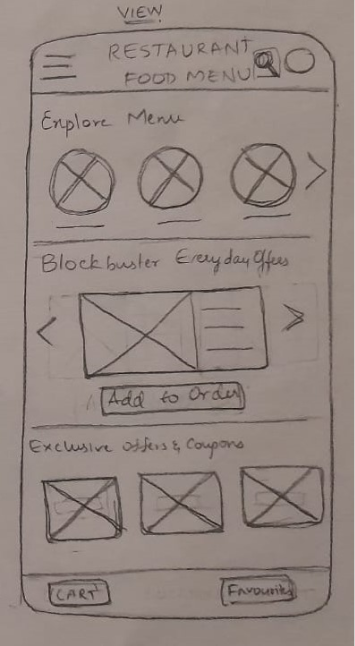 VIEW
RESTAURANT
FOOD MENU
Explore Menu
Blockbuster Everyday Offers
Add to Order
Exclusive offers & Coupons
CART
Favourites